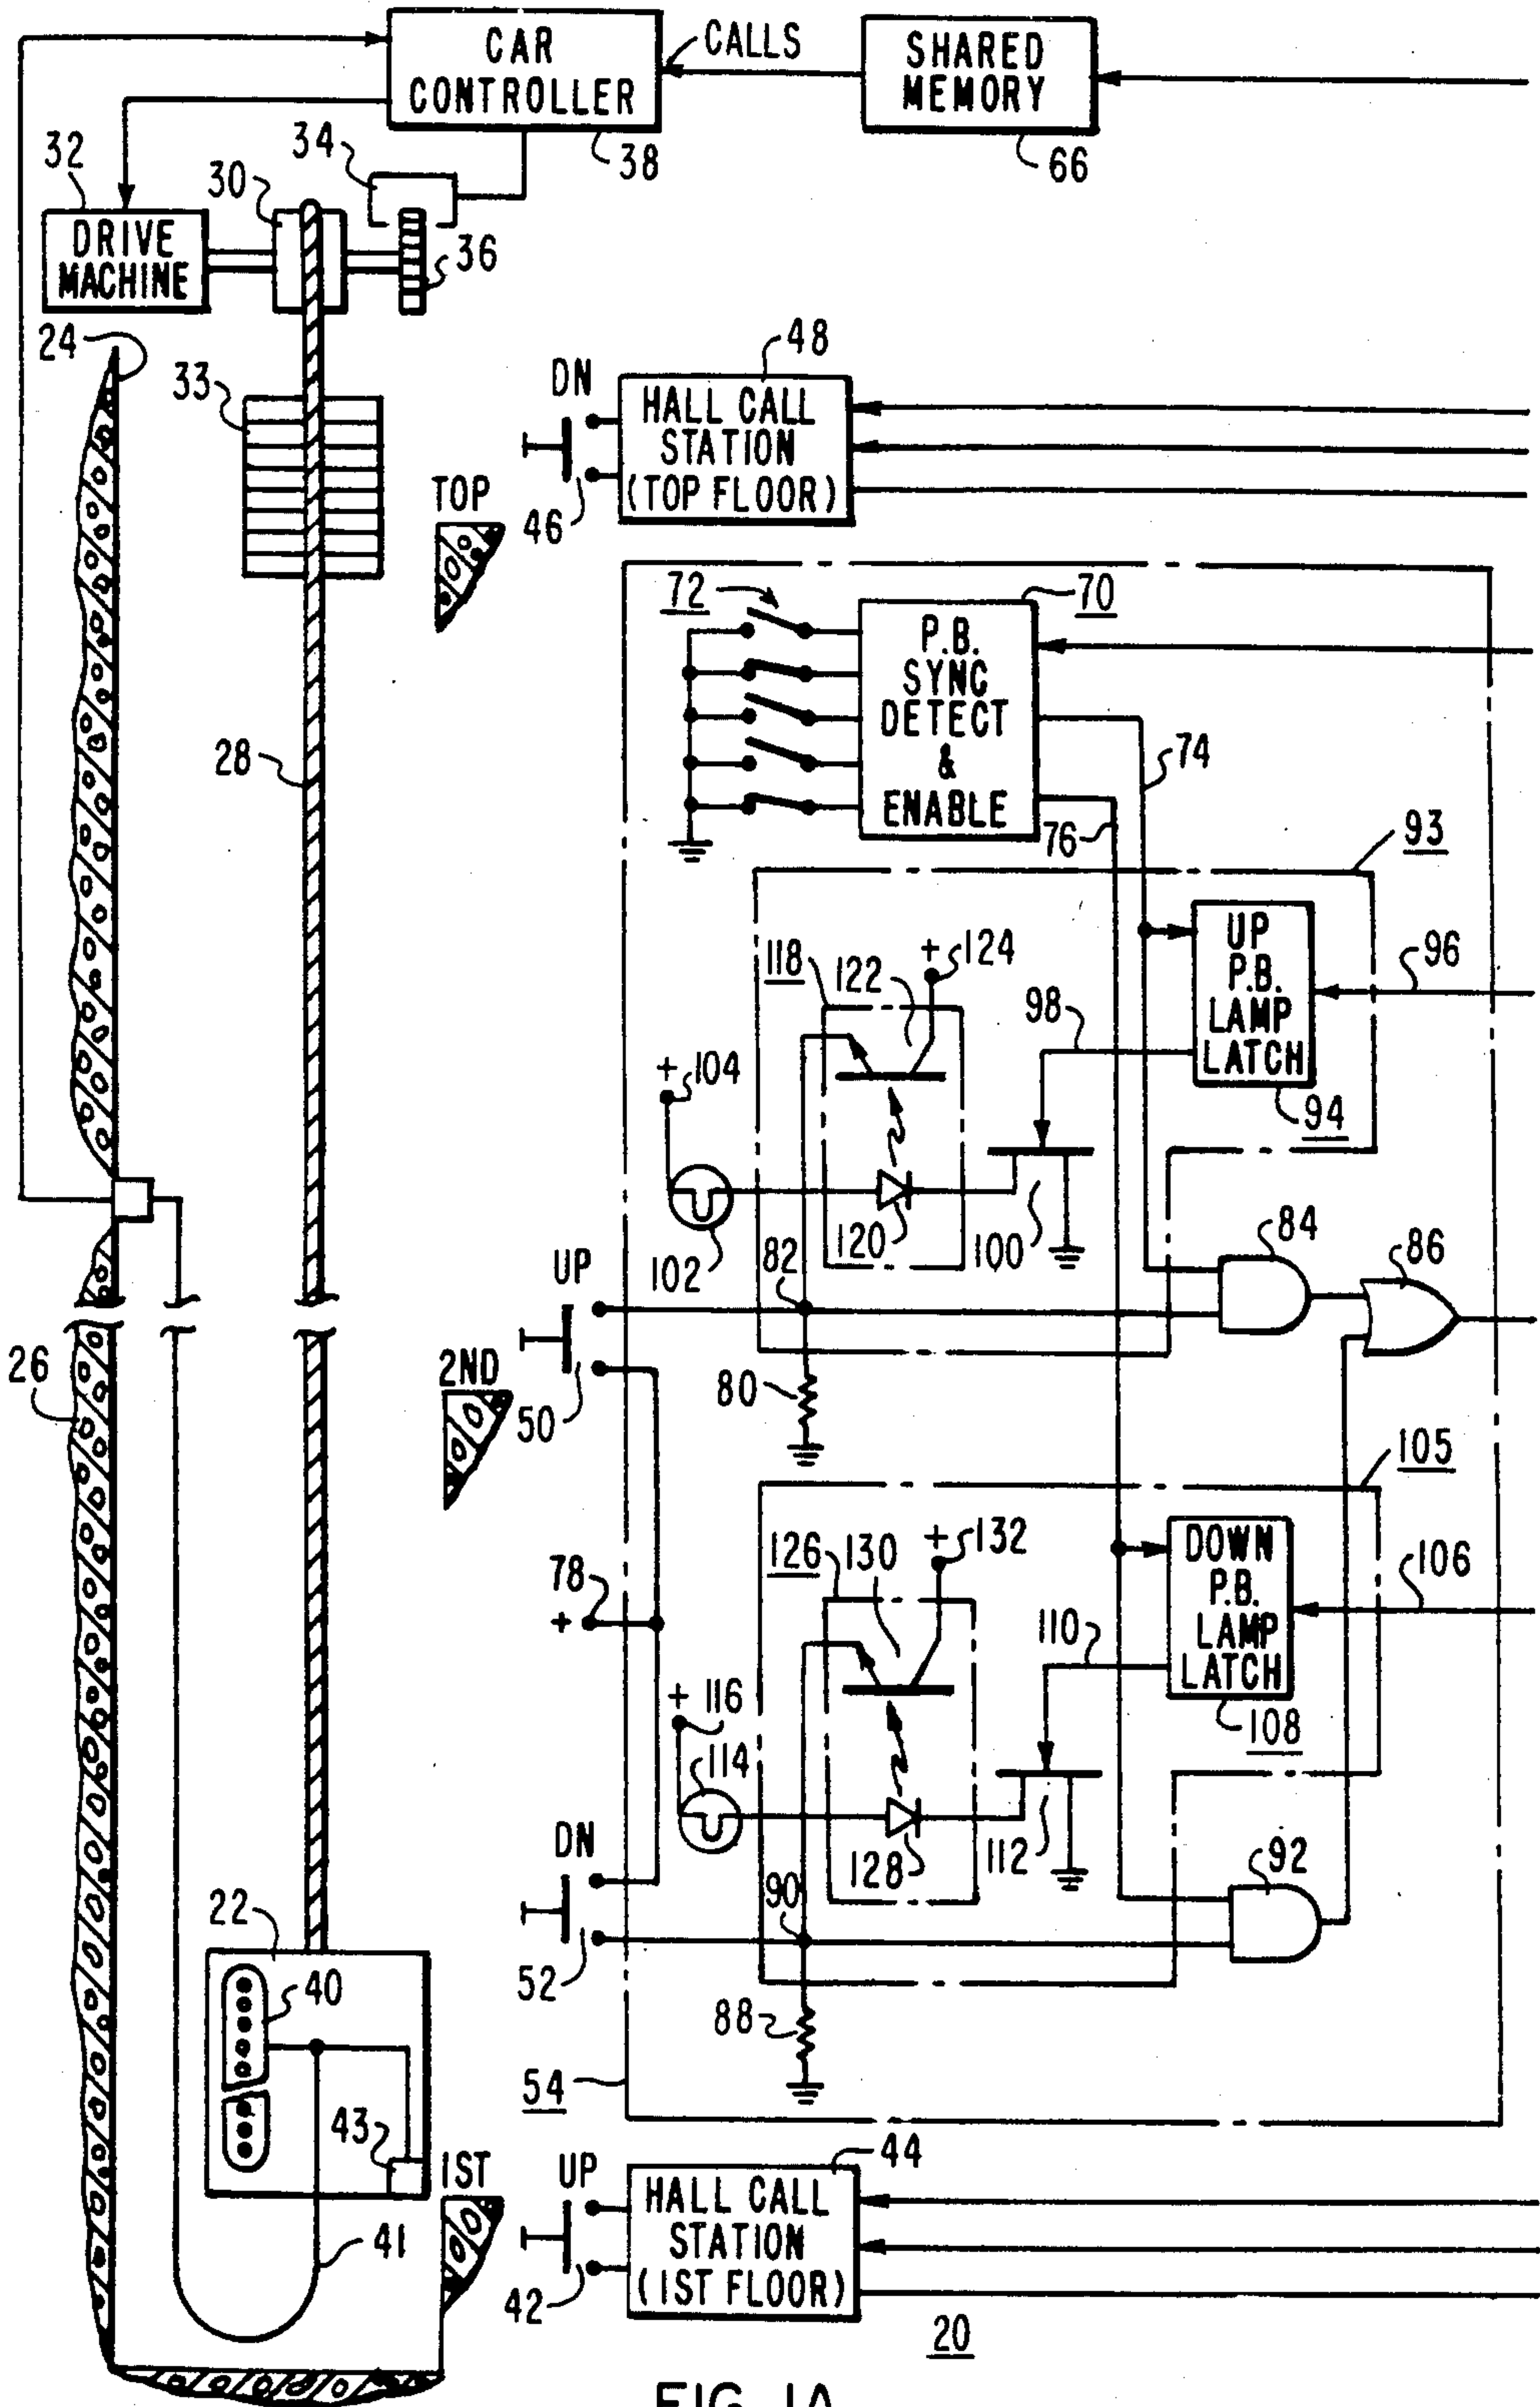 CAR
CONTROLLER
CALLS
SHARED
MEMORY
38
66
32
30
34
DRIVE
MACHINE
36
24
33
48
DN
HALL CALL
STATION
(TOP FLOOR)
TOP
46
72
70
P.B.
SYNC
DETECT
&
ENABLE
28
74
76
93
118
122
+
124
UP
P.B.
LAMP
LATCH
96
98
+
104
94
84
86
120
100
102
82
UP
26
2ND
50
80
105
126
130
+
132
DOWN
P.B.
LAMP
LATCH
106
78
+
110
+
116
108
114
DN
128
112
92
90
22
40
52
88
54
43
1ST
UP
44
HALL CALL
STATION
(1ST FLOOR)
41
42
20
FIG. 1A